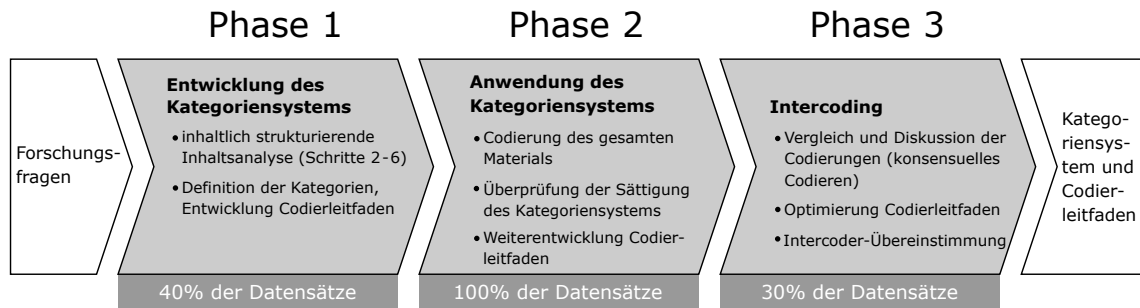 Phase 1
Phase 2
Phase 3
Forschungs-
fragen
Entwicklung des
Kategoriensystems
• inhaltlich strukturierende
Inhaltsanalyse (Schritte 2-6)
• Definition der Kategorien,
Entwicklung Codierleitfaden
40% der Datensätze
Anwendung des
Kategoriensystems
• Codierung des gesamten
Materials
• Überprüfung der Sättigung
des Kategoriensystems
• Weiterentwicklung Codier-
leitfaden
100% der Datensätze
Intercoding
• Vergleich und Diskussion der
Codierungen (konsensuelles
Codieren)
• Optimierung Codierleitfaden
• Intercoder-Übereinstimmung
30% der Datensätze
Katego-
riensys-
tem und
Codier-
leitfaden